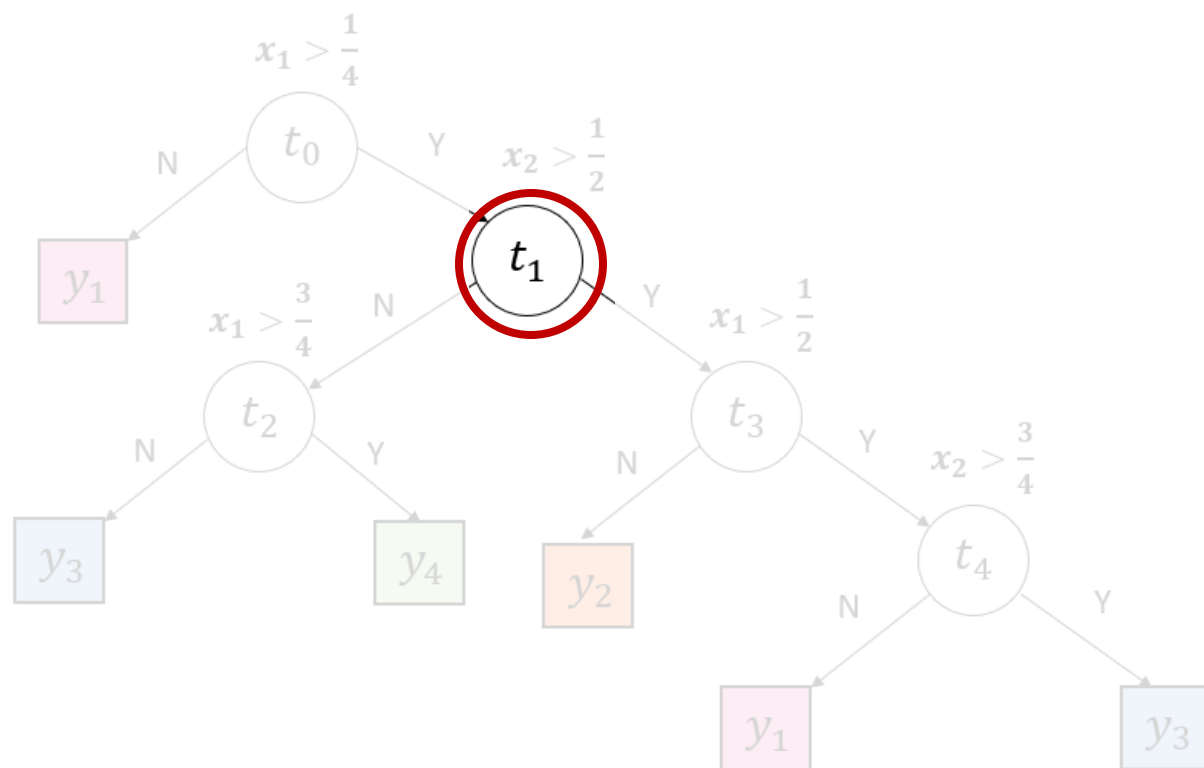 x₁ > 1/4
t₀
N
Y
x₂ > 1/2
t₁
y₁
N
Y
x₁ > 3/4
x₁ > 1/2
t₂
t₃
N
Y
N
Y
x₂ > 3/4
y₃
y₄
y₂
t₄
N
Y
y₁
y₃